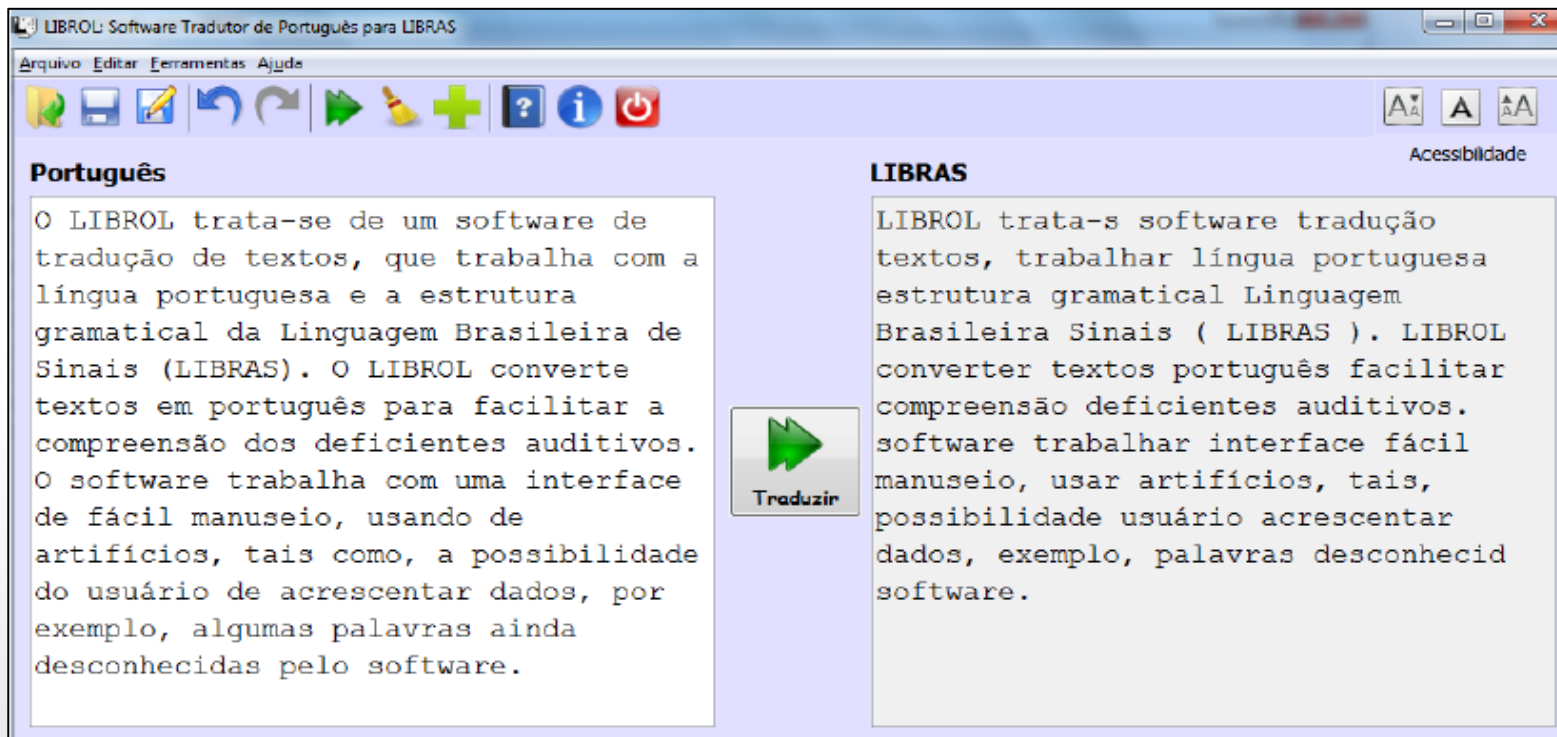 LIBROL: Software Tradutor de Português para LIBRAS
Arquivo Editar Ferramentas Ajuda
Acessibilidade
Português
O LIBROL trata-se de um software de
tradução de textos, que trabalha com a
língua portuguesa e a estrutura
gramatical da Linguagem Brasileira de
Sinais (LIBRAS). O LIBROL converte
textos em português para facilitar a
compreensão dos deficientes auditivos.
O software trabalha com uma interface
de fácil manuseio, usando de
artifícios, tais como, a possibilidade
do usuário de acrescentar dados, por
exemplo, algumas palavras ainda
desconhecidas pelo software.
Traduzir
LIBRAS
LIBROL trata-s software tradução
textos, trabalhar língua portuguesa
estrutura gramatical Linguagem
Brasileira Sinais ( LIBRAS ). LIBROL
converter textos português facilitar
compreensão deficientes auditivos.
software trabalhar interface fácil
manuseio, usar artifícios, tais,
possibilidade usuário acrescentar
dados, exemplo, palavras desconhecid
software.